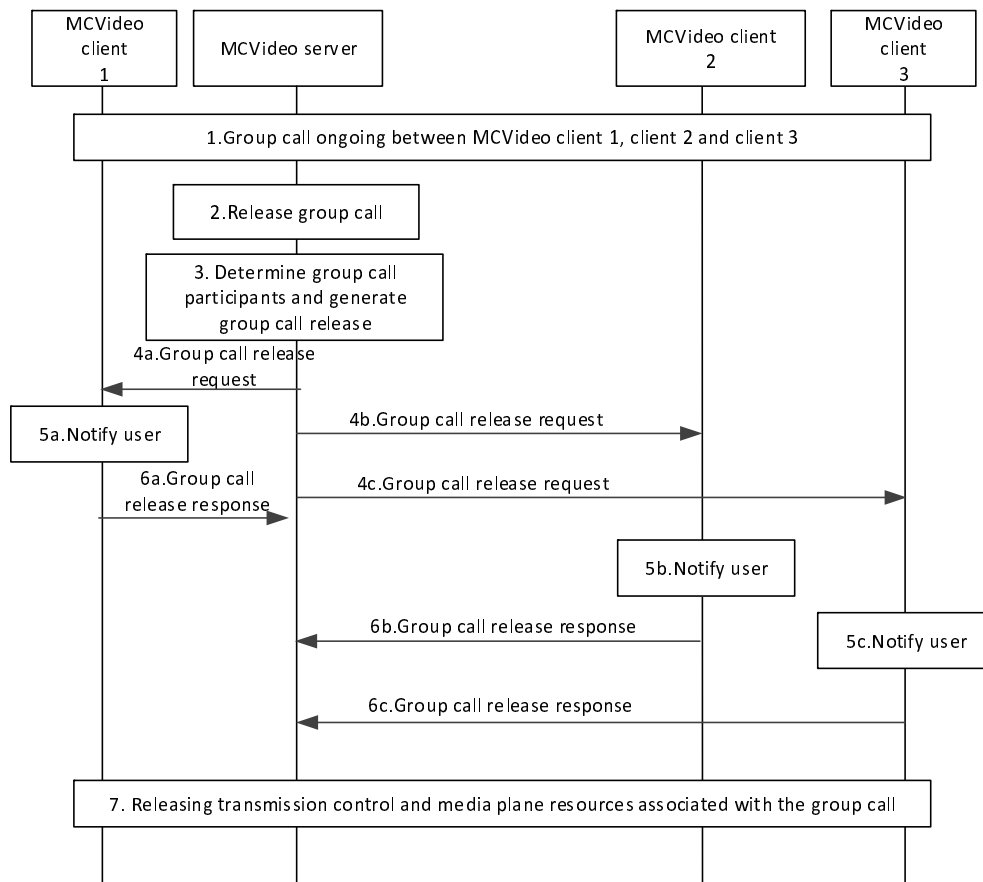 MCVideo
client
1
MCVideo server
MCVideo client
2
MCVideo
client
3
1.Group call ongoing between MCVideo client 1, client 2 and client 3
2.Release group call
3. Determine group call
participants and generate
group call release
4a.Group call release
request
5a.Notify user
4b.Group call release request
6a.Group call
release response
4c.Group call release request
5b.Notify user
6b.Group call release response
5c.Notify user
6c.Group call release response
7. Releasing transmission control and media plane resources associated with the group call